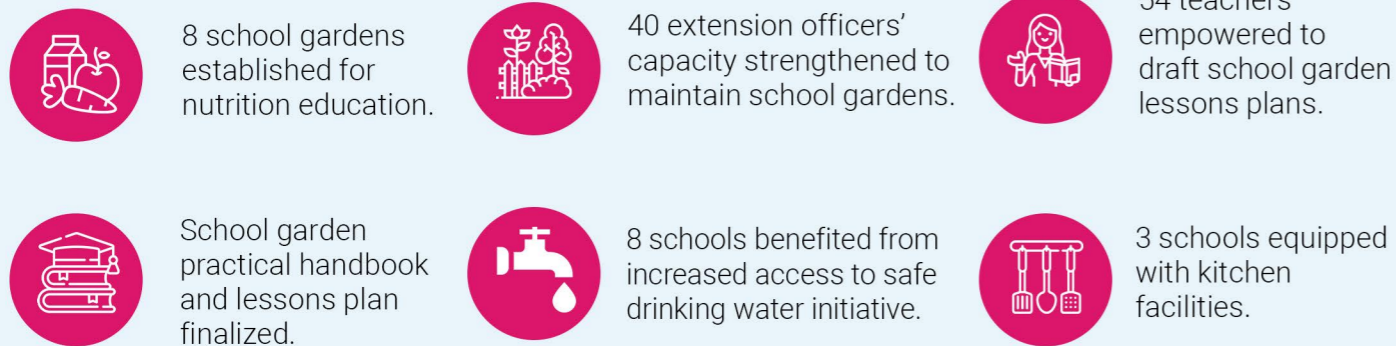 8 school gardens
established for
nutrition education.
40 extension officers’
capacity strengthened to
maintain school gardens.
54 teachers
empowered to
draft school garden
lessons plans.
School garden
practical handbook
and lessons plan
finalized.
8 schools benefited from
increased access to safe
drinking water initiative.
3 schools equipped
with kitchen
facilities.